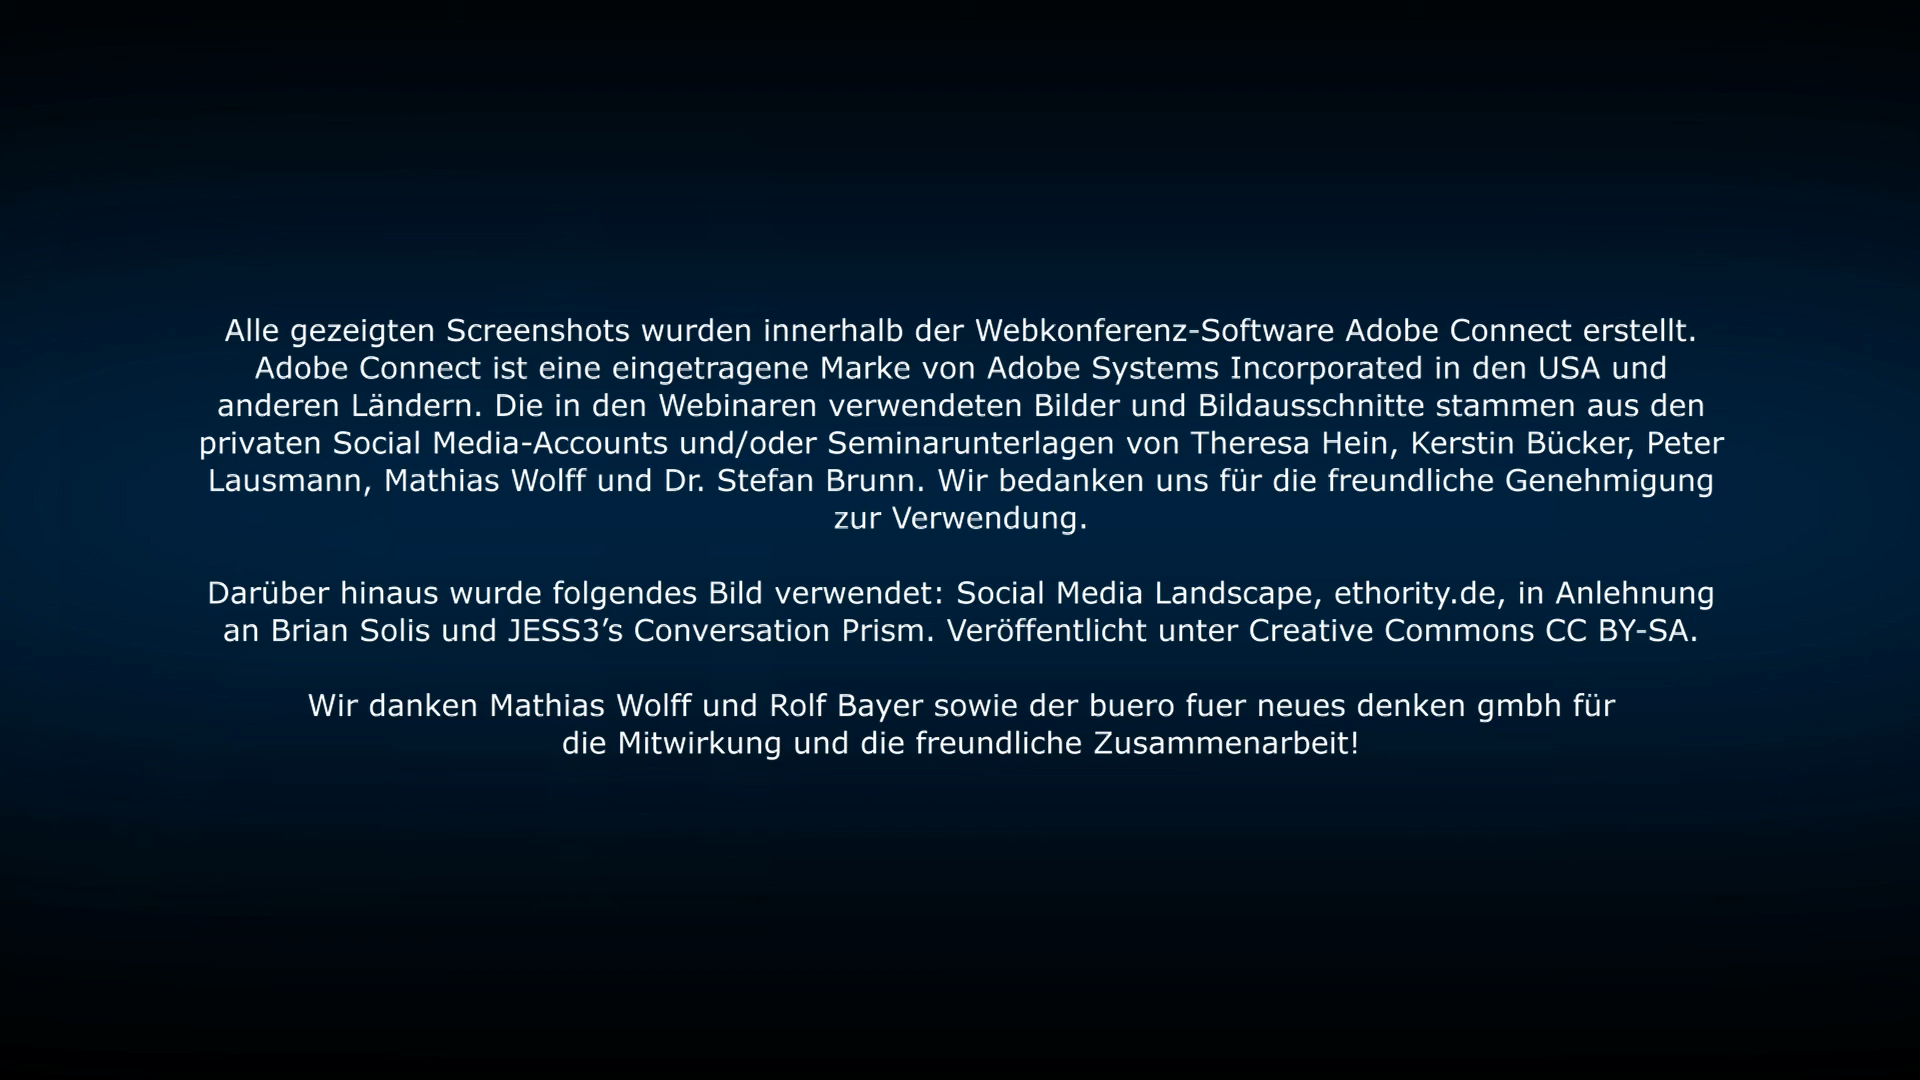 Alle gezeigten Screenshots wurden innerhalb der Webkonferenz-Software Adobe Connect erstellt.
Adobe Connect ist eine eingetragene Marke von Adobe Systems Incorporated in den USA und
anderen Ländern. Die in den Webinaren verwendeten Bilder und Bildausschnitte stammen aus den
privaten Social Media-Accounts und/oder Seminarunterlagen von Theresa Hein, Kerstin Bücker, Peter
Lausmann, Mathias Wolff und Dr. Stefan Brunn. Wir bedanken uns für die freundliche Genehmigung
zur Verwendung.
Darüber hinaus wurde folgendes Bild verwendet: Social Media Landscape, ethority.de, in Anlehnung
an Brian Solis und JESS3’s Conversation Prism. Veröffentlicht unter Creative Commons CC BY-SA.
Wir danken Mathias Wolff und Rolf Bayer sowie der buero fuer neues denken gmbh für
die Mitwirkung und die freundliche Zusammenarbeit!